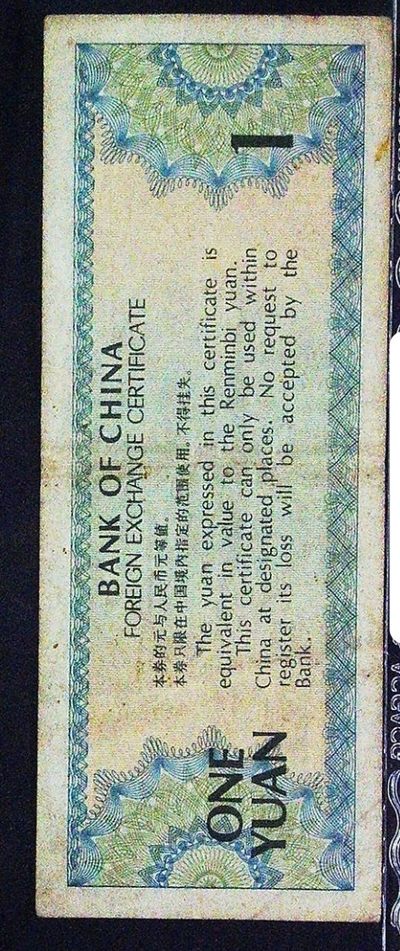 BANK OF CHINA
FOREIGN EXCHANGE CERTIFICATE
本券的元与人民币元等值。
本券只限在中国境内指定的范围使用。不得挂失。
The yuan expressed in this certificate is
equivalent in value to the Renminbi yuan.
This certificate can only be used within
China at designated places. No request to
register its loss will be accepted by the
Bank.
ONE
YUAN
1